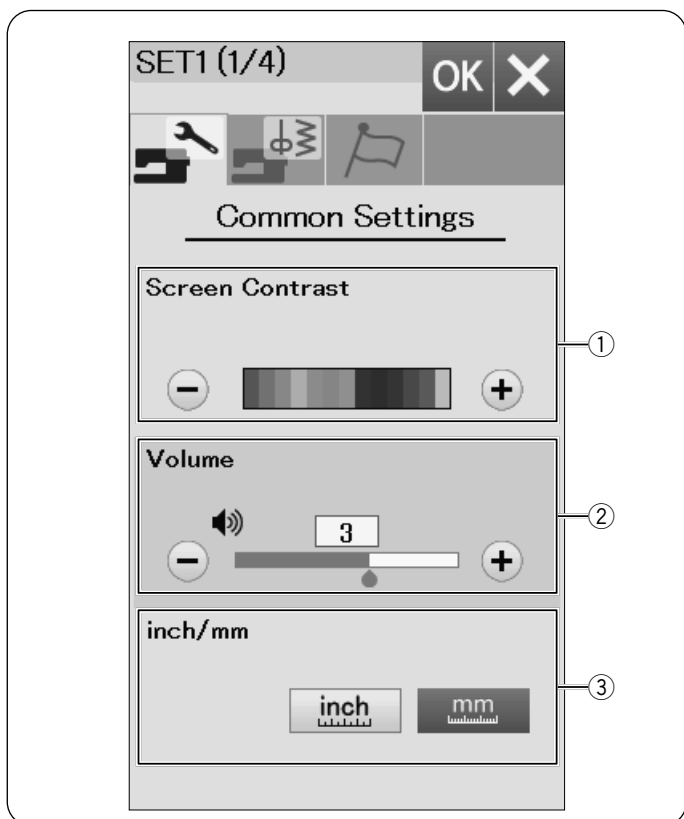 SET1 (1/4)
OK
Common Settings
Screen Contrast
①
Volume
②
3
inch/mm
③
inch
mm